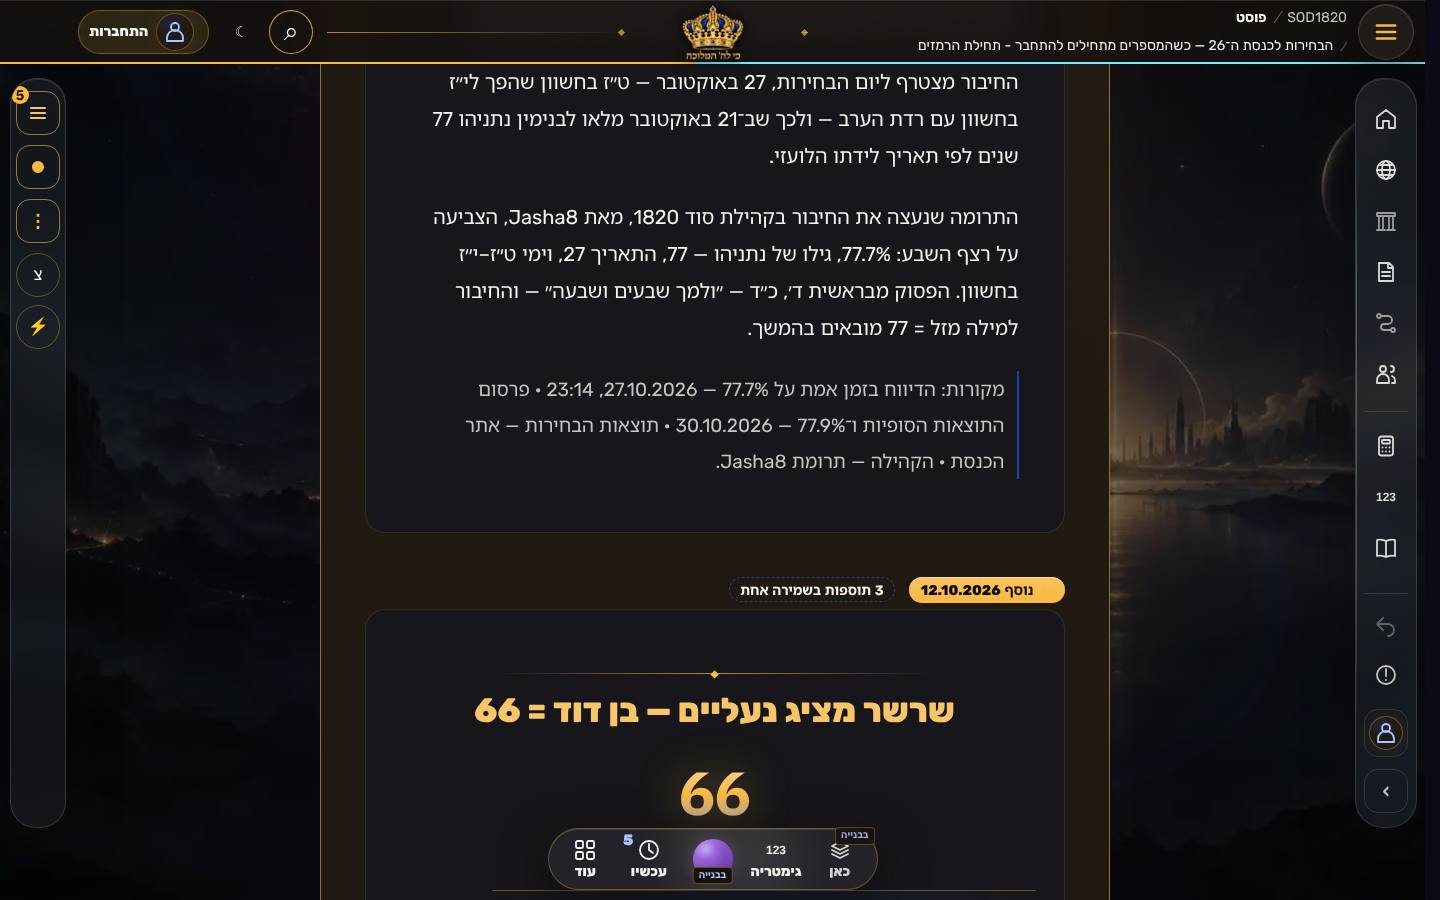 SOD1820 / פוסט
/ הבחירות לכנסת ה־26 — כשהמספרים מתחילים להתחבר - תחילת הרמזים
כי לה' המלוכה
התחברות
החיבור מצטרף ליום הבחירות, 27 באוקטובר — ט״ז בחשוון שהפך לי״ז
בחשוון עם רדת הערב — ולכך שב־21 באוקטובר מלאו לבנימין נתניהו 77
שנים לפי תאריך לידתו הלועזי.
התרומה שנעצה את החיבור בקהילת סוד 1820, מאת Jasha8, הצביעה
על רצף השבע: 77.7%, גילו של נתניהו — 77, התאריך 27, וימי ט״ז–י״ז
בחשוון. הפסוק מבראשית ד׳, כ״ד — ״ולמך שבעים ושבעה״ — והחיבור
למילה מזל = 77 מובאים בהמשך.
מקורות: הדיווח בזמן אמת על 77.7% — 27.10.2026, 23:14 • פרסום
התוצאות הסופיות ו־77.9% — 30.10.2026 • תוצאות הבחירות — אתר
הכנסת • הקהילה — תרומת Jasha8.
נוסף 12.10.2026
3 תוספות בשמירה אחת
שרשר מציג נעליים — בן דוד = 66
66
בבנייה
כאן
123
גימטריה
בבנייה
5
עכשיו
עוד
5
צ
123